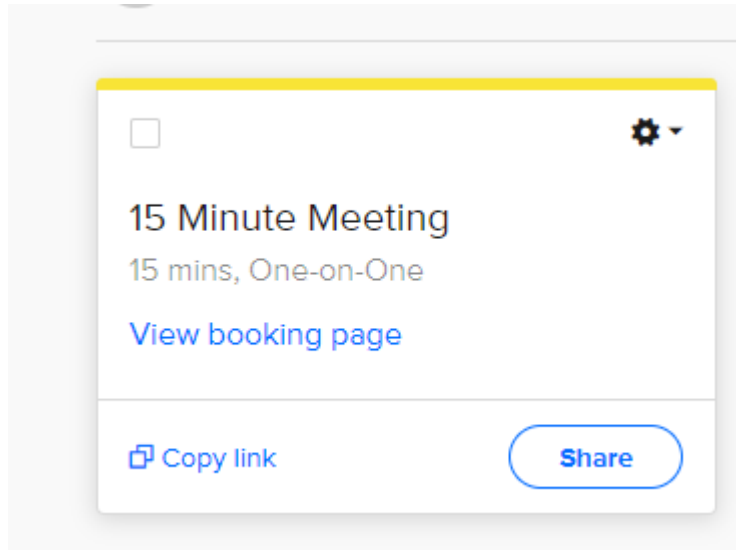 15 Minute Meeting
15 mins, One-on-One
View booking page
Copy link
Share